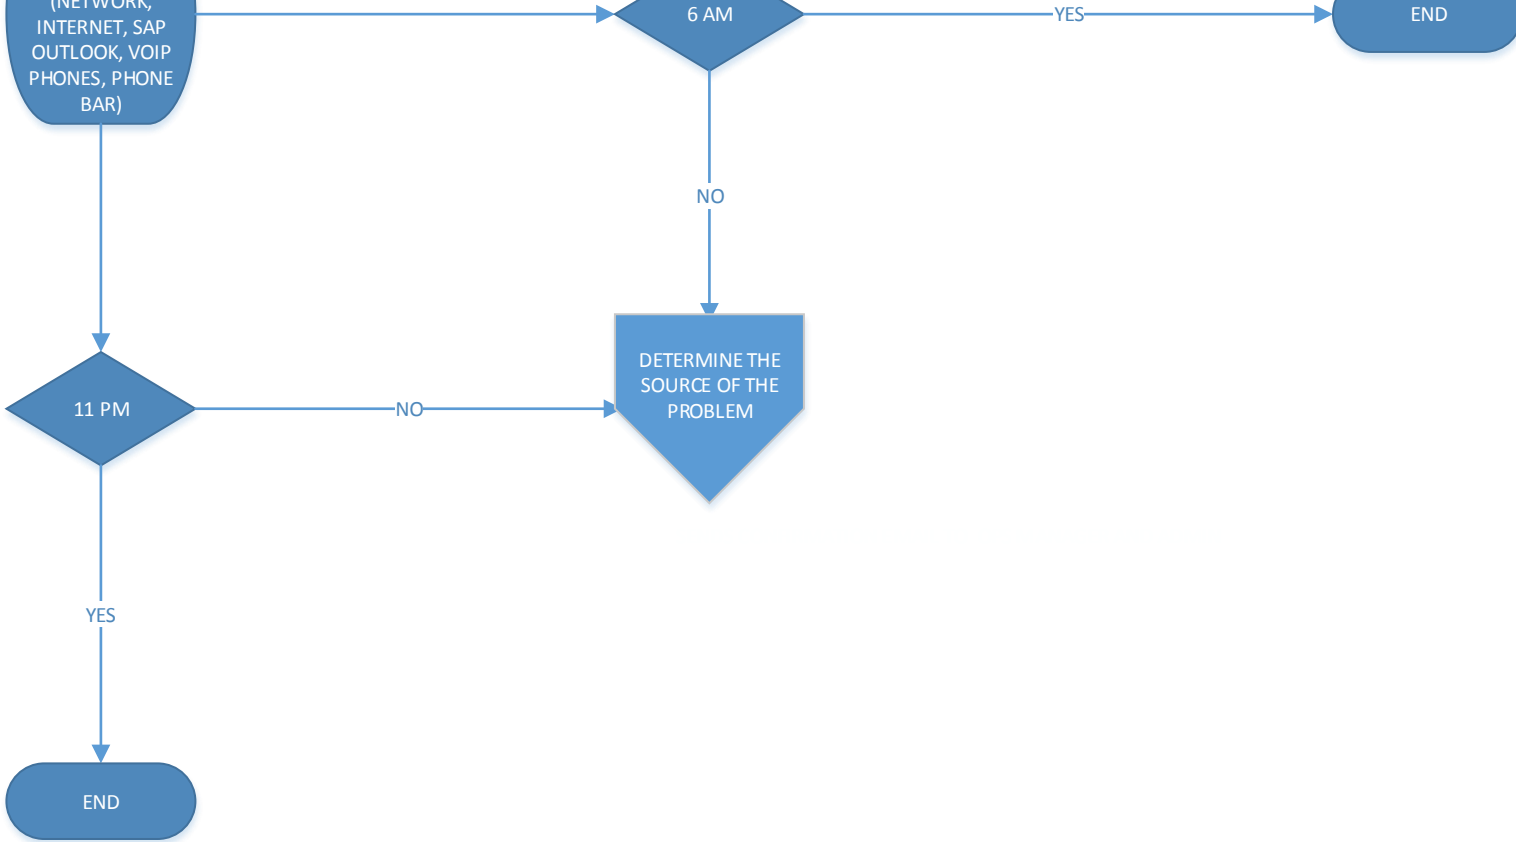 (NETWORK,
INTERNET, SAP
OUTLOOK, VOIP
PHONES, PHONE
BAR)
6 AM
YES
END
NO
DETERMINE THE
SOURCE OF THE
PROBLEM
11 PM
NO
YES
END